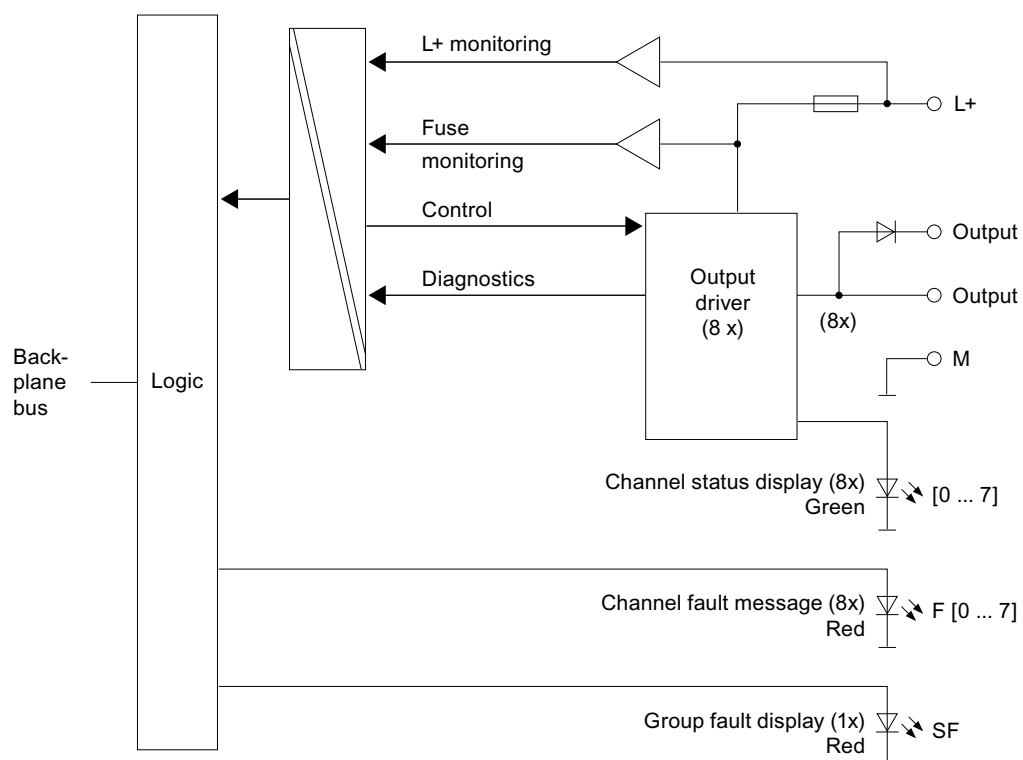 L+ monitoring
L+
Fuse
monitoring
Control
Output
Diagnostics
Output
driver
(8 x)
Output
(8x)
M
Back-
plane
bus
Logic
Channel status display (8x)
Green
[0 ... 7]
Channel fault message (8x)
Red
F [0 ... 7]
Group fault display (1x)
Red
SF